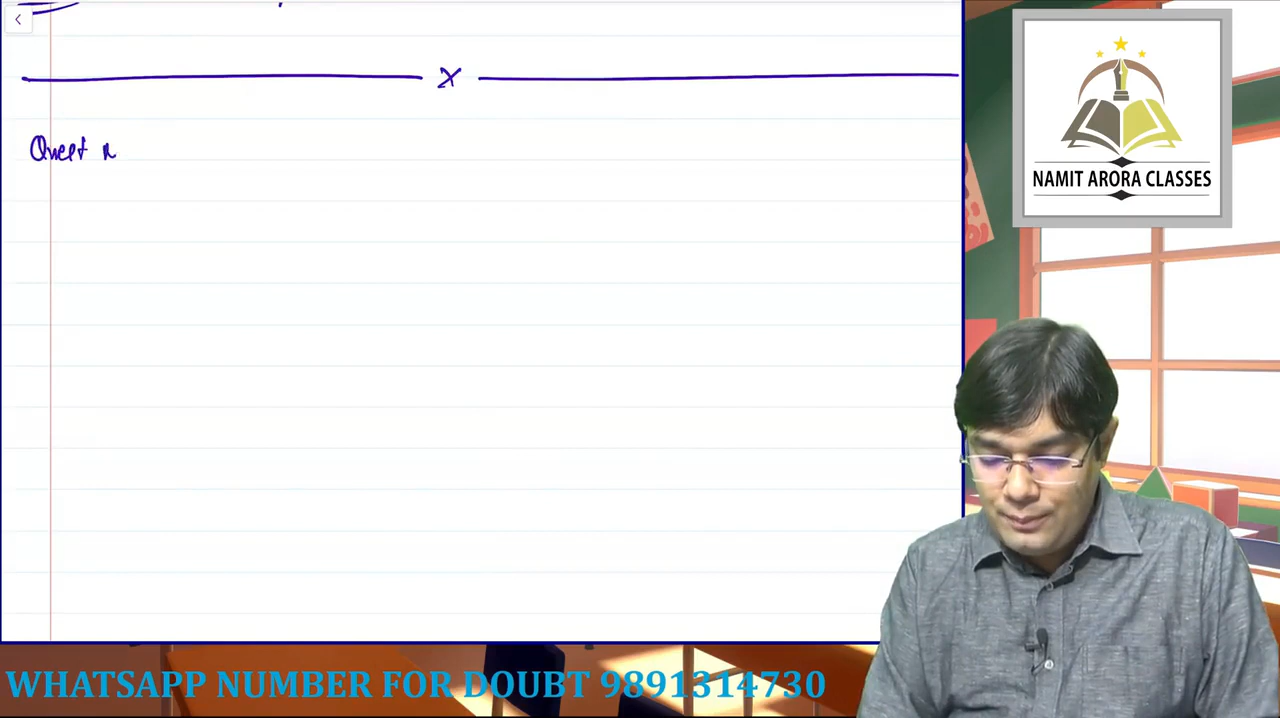 x
Quest n
NAMIT ARORA CLASSES
WHATSAPP NUMBER FOR DOUBT 9891314730